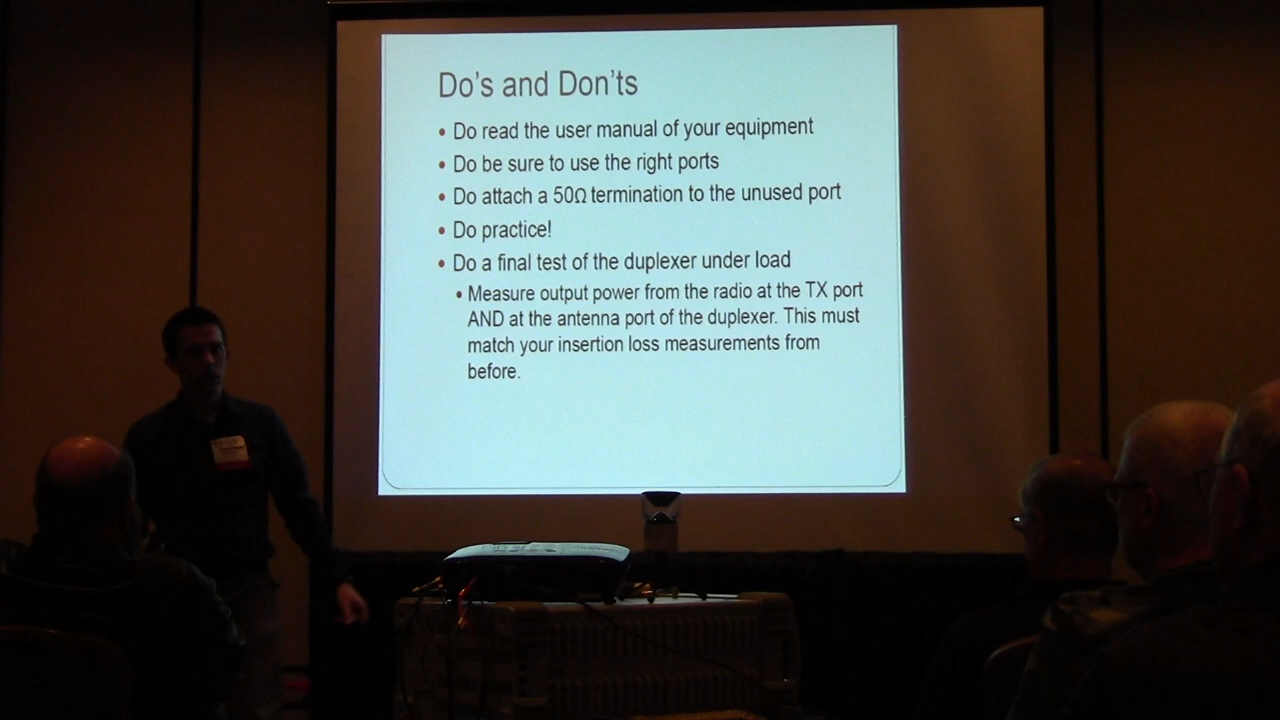 Do's and Don'ts
• Do read the user manual of your equipment
• Do be sure to use the right ports
• Do attach a 50Ω termination to the unused port
• Do practice!
• Do a final test of the duplexer under load
• Measure output power from the radio at the TX port
AND at the antenna port of the duplexer. This must
match your insertion loss measurements from
before.